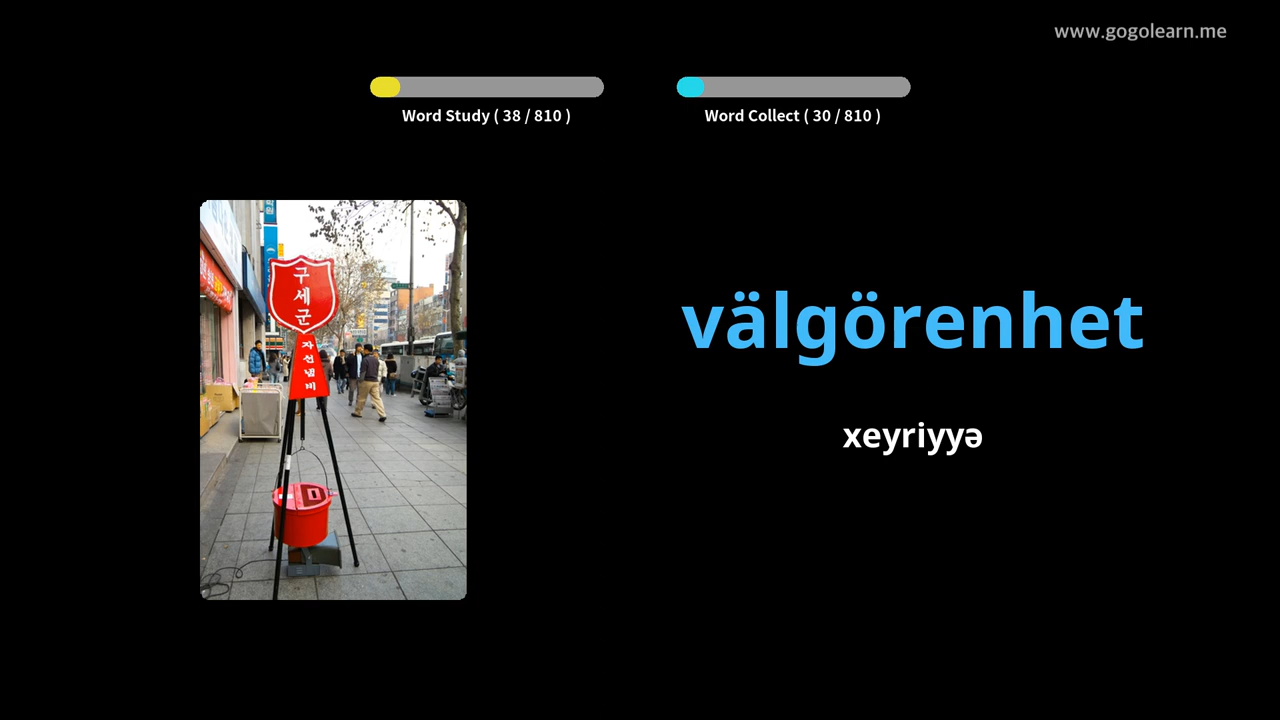 www.gogolearn.me
Word Study ( 38 / 810 )
Word Collect ( 30 / 810 )
구
세
군
자
선
냄
비
välgörenhet
xeyriyyə